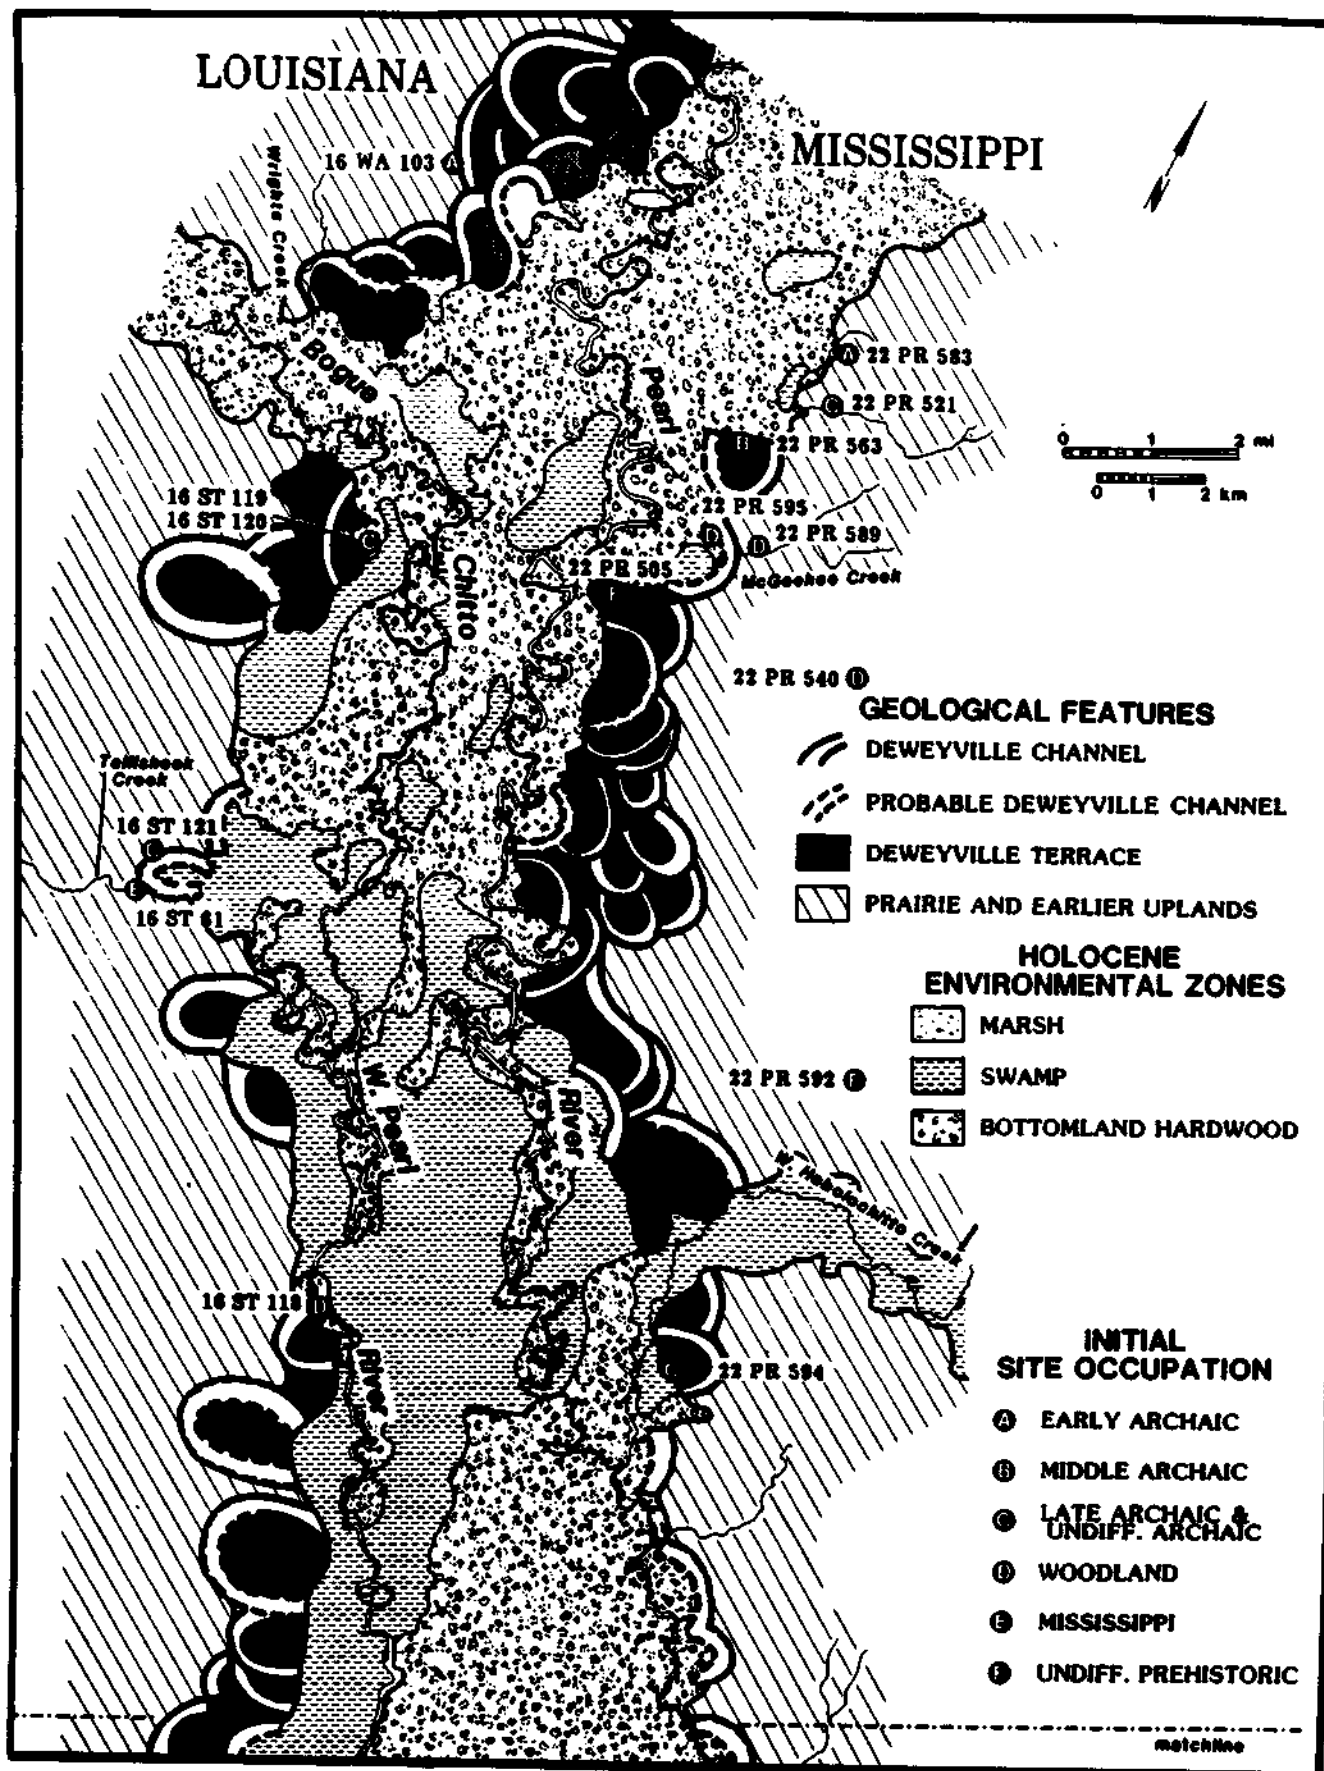 LOUISIANA
MISSISSIPPI
16 WA 103
Wrights Creek
Bogue
Pearl
A 22 PR 583
C 22 PR 521
B 22 PR 563
0 1 2 mi
0 1 2 km
16 ST 119
16 ST 120
C
22 PR 595
D
D 22 PR 589
22 PR 505
McGeehee Creek
Chitto
22 PR 540 D
GEOLOGICAL FEATURES
DEWEYVILLE CHANNEL
PROBABLE DEWEYVILLE CHANNEL
DEWEYVILLE TERRACE
PRAIRIE AND EARLIER UPLANDS
Creek
16 ST 121
16 ST 61
HOLOCENE
ENVIRONMENTAL ZONES
MARSH
SWAMP
BOTTOMLAND HARDWOOD
W. Pearl
River
22 PR 592 F
Creek
16 ST 118
D
River
22 PR 594
INITIAL
SITE OCCUPATION
A EARLY ARCHAIC
B MIDDLE ARCHAIC
C LATE ARCHAIC &
UNDIFF. ARCHAIC
D WOODLAND
E MISSISSIPPI
F UNDIFF. PREHISTORIC
matchline